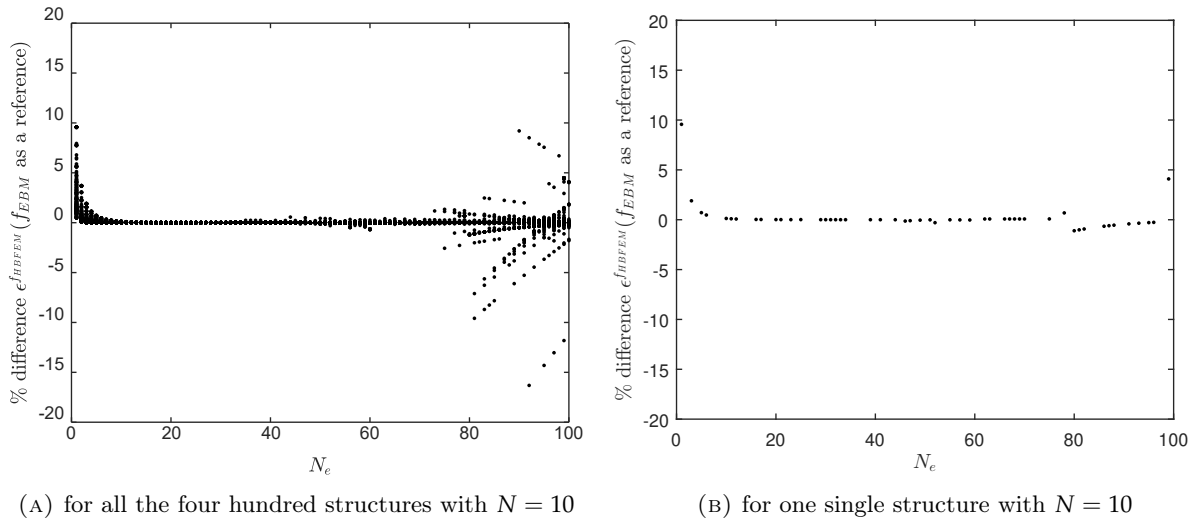 20
15
10
5
0
-5
-10
-15
-20
0 20 40 60 80 100
% difference ϵ^{f_{HBFEM}}(f_{EBM} as a reference)
N_e
(A) for all the four hundred structures with N = 10
20
15
10
5
0
-5
-10
-15
-20
0 20 40 60 80 100
% difference ϵ^{f_{HBFEM}}(f_{EBM} as a reference)
N_e
(B) for one single structure with N = 10